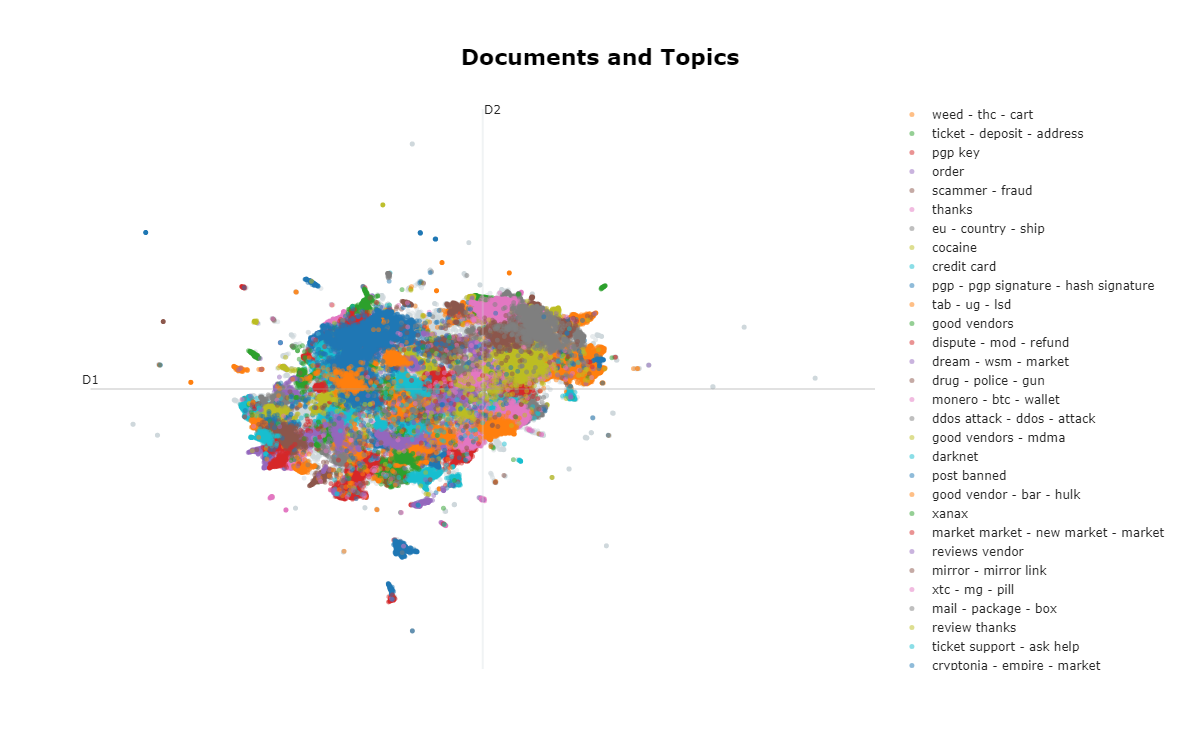 Documents and Topics
D2
D1
weed - thc - cart
ticket - deposit - address
pgp key
order
scammer - fraud
thanks
eu - country - ship
cocaine
credit card
pgp - pgp signature - hash signature
tab - ug - lsd
good vendors
dispute - mod - refund
dream - wsm - market
drug - police - gun
monero - btc - wallet
ddos attack - ddos - attack
good vendors - mdma
darknet
post banned
good vendor - bar - hulk
xanax
market market - new market - market
reviews vendor
mirror - mirror link
xtc - mg - pill
mail - package - box
review thanks
ticket support - ask help
cryptonia - empire - market